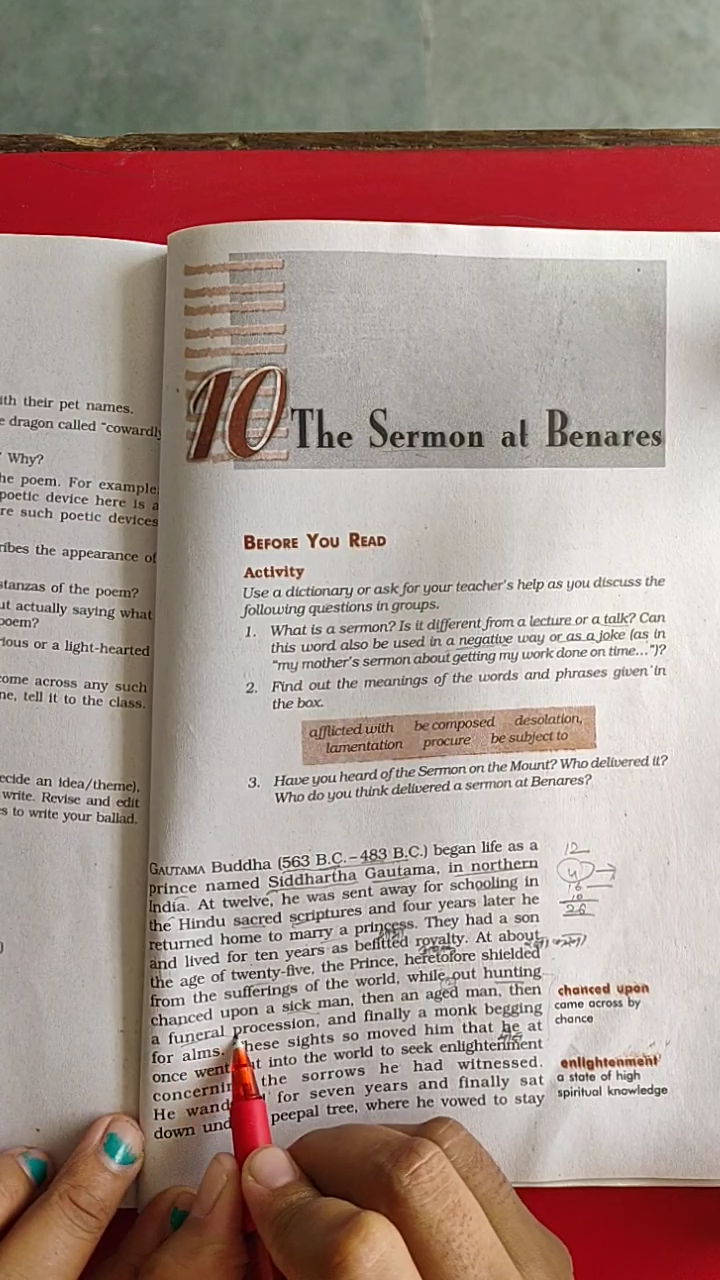 ith their pet names.
e dragon called "cowardly
Why?
he poem. For example:
poetic device here is a
re such poetic devices
ribes the appearance of
stanzas of the poem?
ut actually saying what
poem?
ious or a light-hearted
ome across any such
ne, tell it to the class.
ecide an idea/theme),
write. Revise and edit
s to write your ballad.
10 The Sermon at Benares
BEFORE YOU READ
Activity
Use a dictionary or ask for your teacher's help as you discuss the
following questions in groups.
1. What is a sermon? Is it different from a lecture or a talk? Can
this word also be used in a negative way or as a joke (as in
"my mother's sermon about getting my work done on time...")?
2. Find out the meanings of the words and phrases given in
the box.
afflicted with be composed desolation,
lamentation procure be subject to
3. Have you heard of the Sermon on the Mount? Who delivered it?
Who do you think delivered a sermon at Benares?
GAUTAMA Buddha (563 B.C.–483 B.C.) began life as a
prince named Siddhartha Gautama, in northern
India. At twelve, he was sent away for schooling in
the Hindu sacred scriptures and four years later he
returned home to marry a princess. They had a son
and lived for ten years as befitted royalty. At about
the age of twenty-five, the Prince, heretofore shielded
from the sufferings of the world, while out hunting
chanced upon a sick man, then an aged man, then
a funeral procession, and finally a monk begging
for alms. These sights so moved him that he at
once went out into the world to seek enlightenment
concerning the sorrows he had witnessed.
He wand for seven years and finally sat
down und peepal tree, where he vowed to stay
12
4
16
10
26
chanced upon
came across by
chance
enlightenment
a state of high
spiritual knowledge